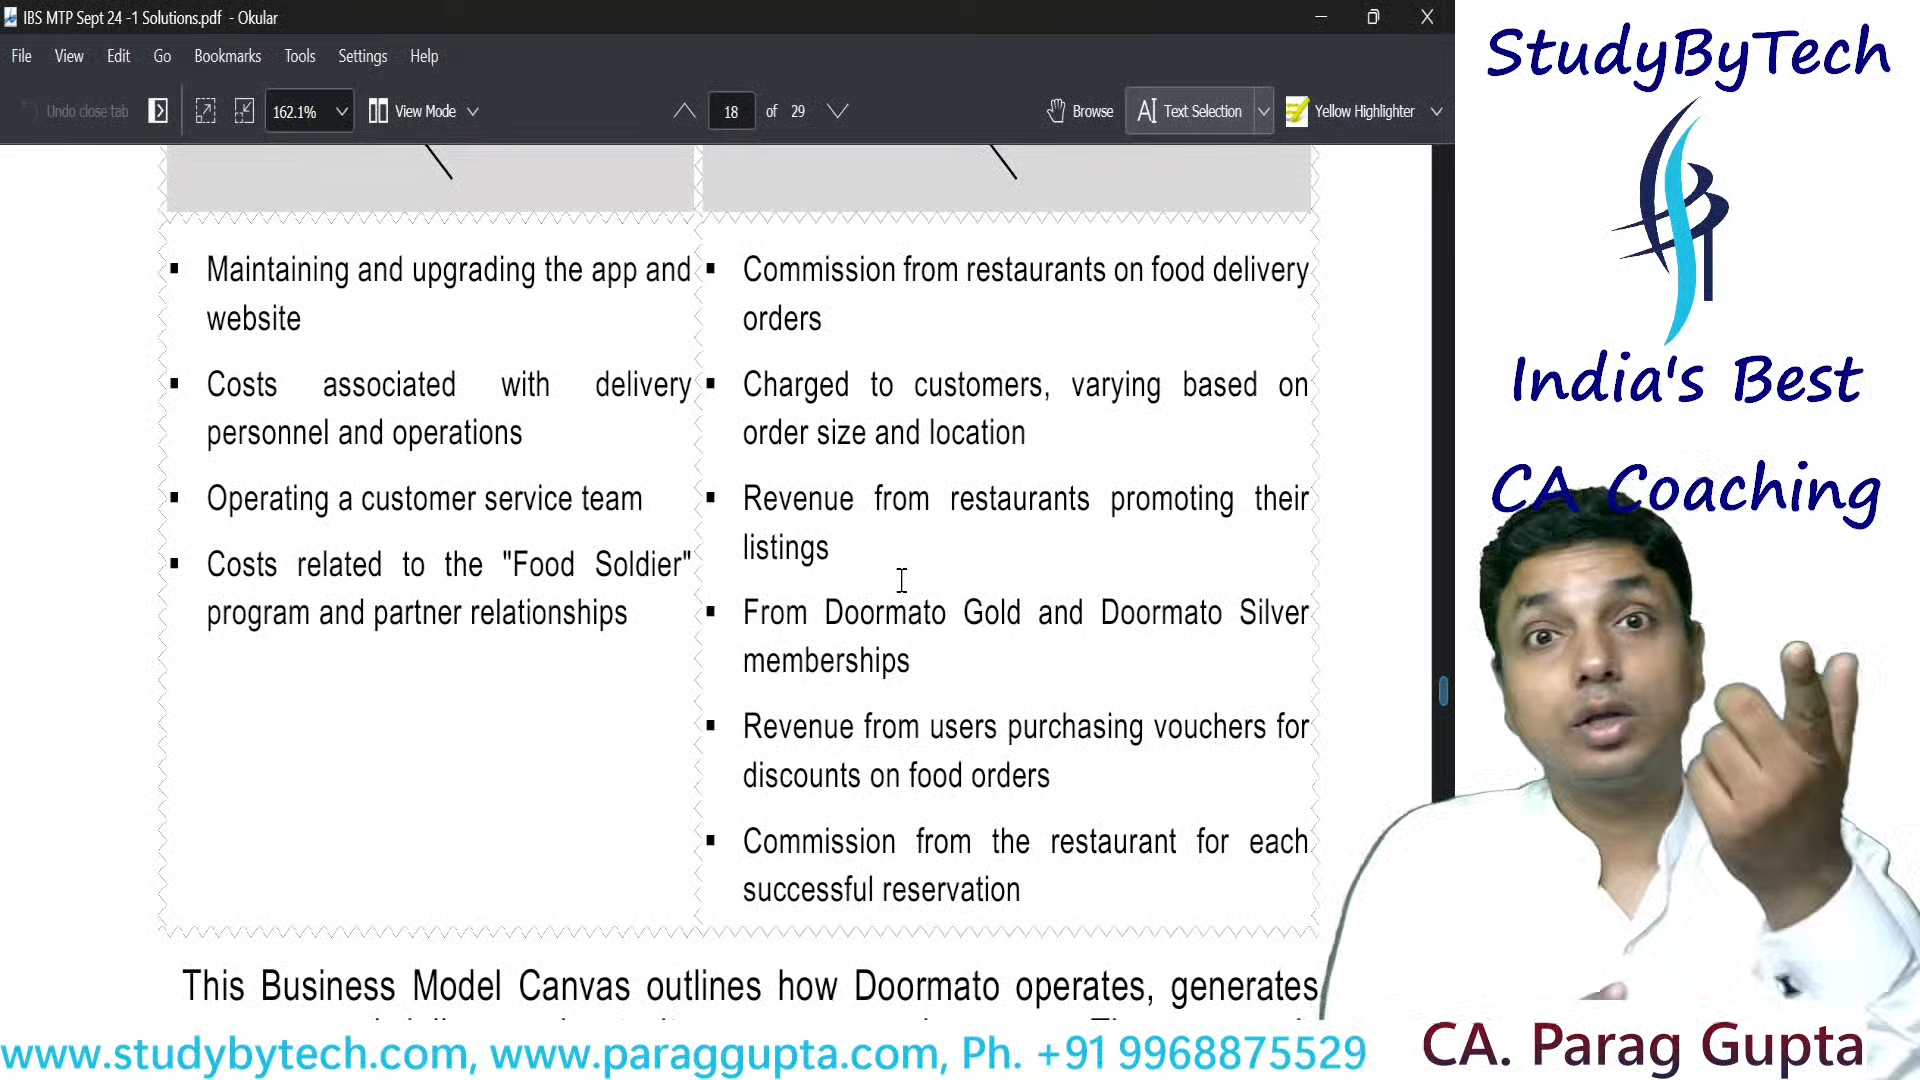 IBS MTP Sept 24 -1 Solutions.pdf - Okular
File View Edit Go Bookmarks Tools Settings Help
Undo close tab 162.1% View Mode 18 of 29 Browse Text Selection Yellow Highlighter
▪ Maintaining and upgrading the app and
website
▪ Costs associated with delivery
personnel and operations
▪ Operating a customer service team
▪ Costs related to the "Food Soldier"
program and partner relationships
▪ Commission from restaurants on food delivery
orders
▪ Charged to customers, varying based on
order size and location
▪ Revenue from restaurants promoting their
listings
▪ From Doormato Gold and Doormato Silver
memberships
▪ Revenue from users purchasing vouchers for
discounts on food orders
▪ Commission from the restaurant for each
successful reservation
This Business Model Canvas outlines how Doormato operates, generates
StudyByTech
India's Best
CA Coaching
www.studybytech.com, www.paraggupta.com, Ph. +91 9968875529
CA. Parag Gupta